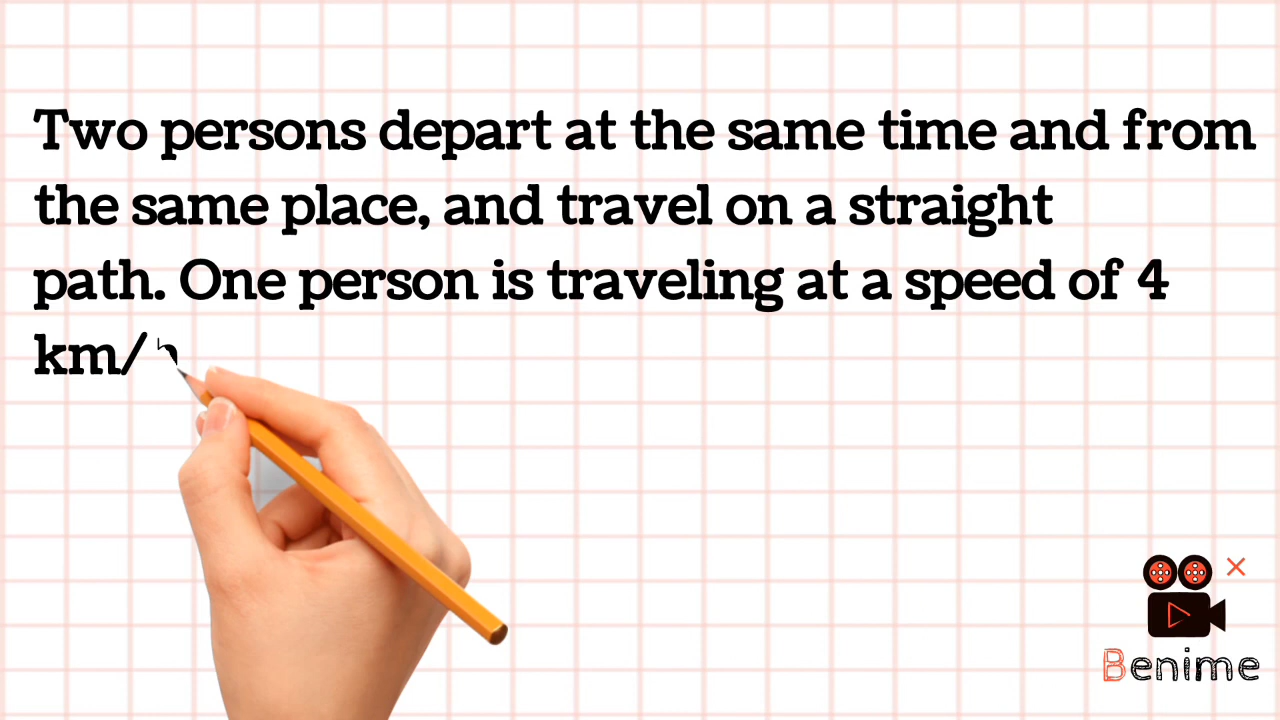 Two persons depart at the same time and from
the same place, and travel on a straight
path. One person is traveling at a speed of 4
km/
Benime